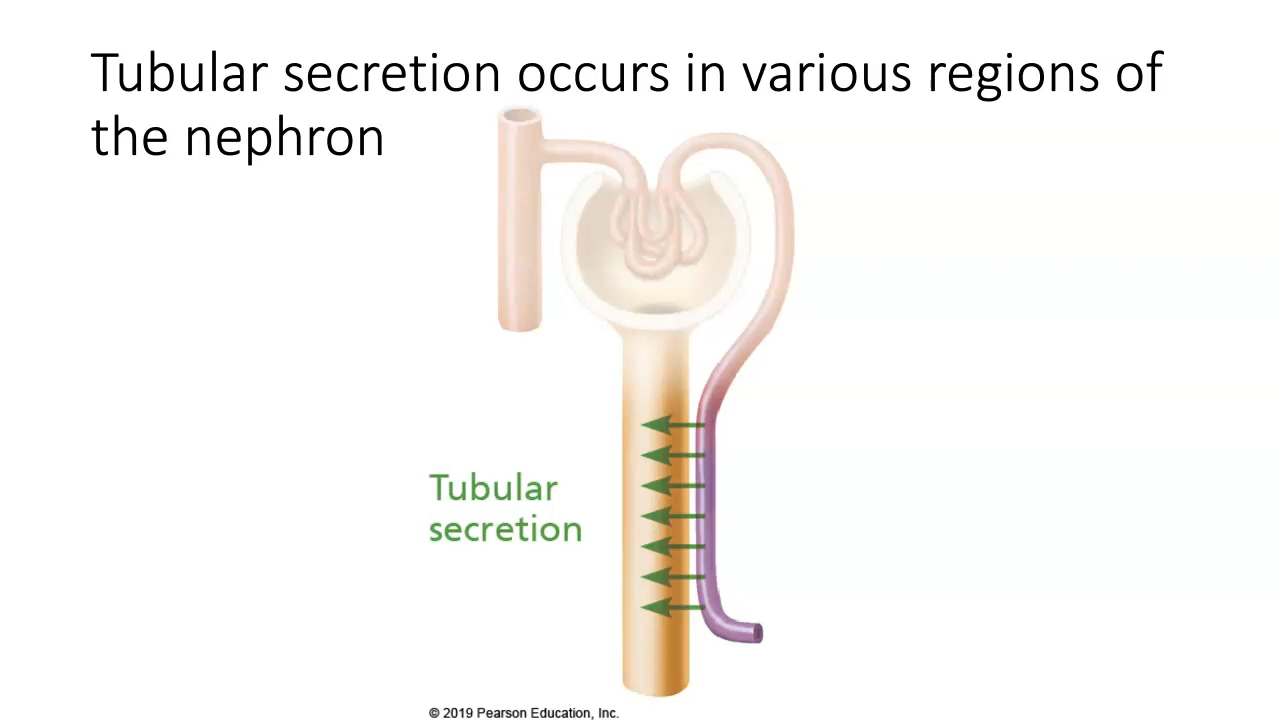 Tubular secretion occurs in various regions of
the nephron
Tubular
secretion
© 2019 Pearson Education, Inc.